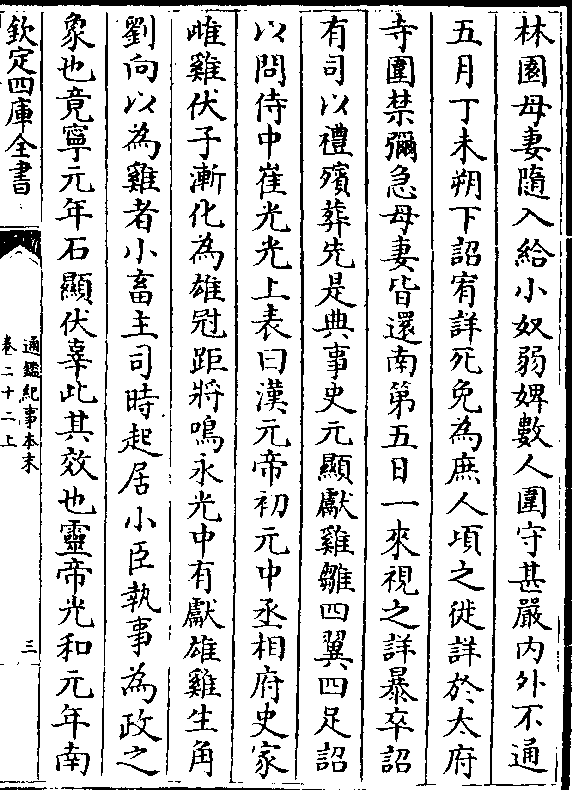 林園母妻隨入給小奴弱婢數人圍守甚嚴内外不通
五月丁未朔下詔宥詳死免為庶人項之徙詳於太府
寺圍禁彌急母妻皆還南第五日一來視之詳暴卒詔
有司以禮殯葬先是典事史元顯獻雞雛四翼四足詔
以問侍中崔光光上表曰漢元帝初元中丞相府史家
雌雞伏子漸化為雄冠距將鳴永光中有獻雄雞生角
劉向以為雞者小畜主司時起居小臣執事為政之
象也竟寧元年石顯伏辜此其效也靈帝光和元年南
欽定四庫全書
通鑑紀事本末
卷二十二上
三